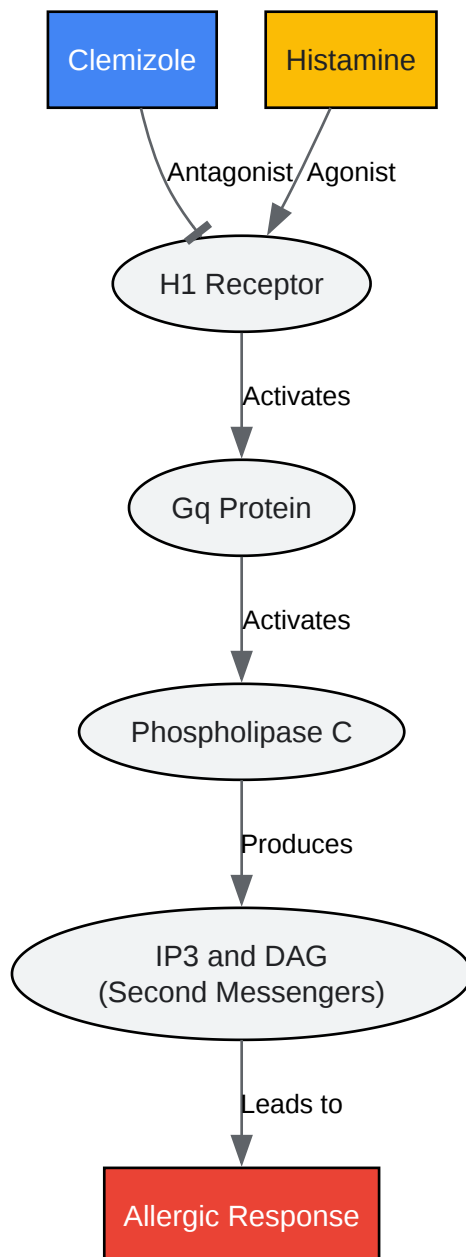 Clemizole
Histamine
Antagonist
Agonist
H1 Receptor
Activates
Gq Protein
Activates
Phospholipase C
Produces
IP3 and DAG
(Second Messengers)
Leads to
Allergic Response